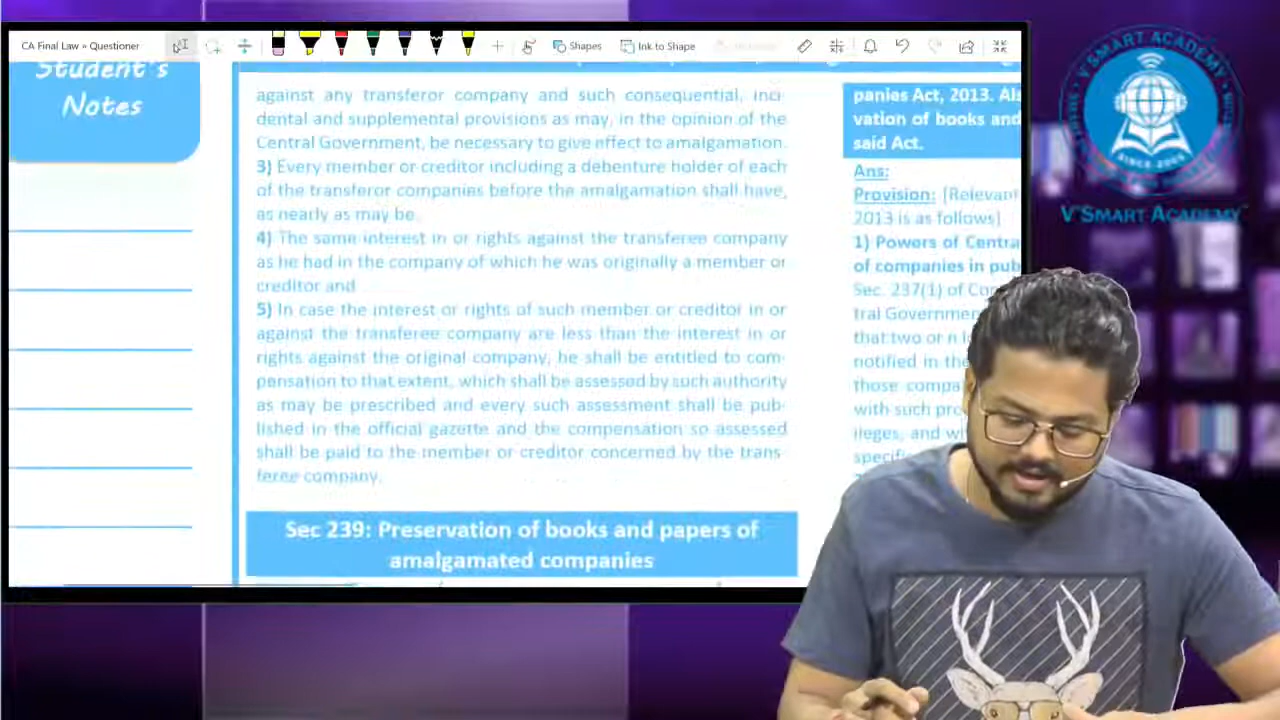 CA Final Law » Questioner
Shapes
Ink to Shape
Student's
Notes
against any transferor company and such consequential, inci-
dental and supplemental provisions as may, in the opinion of the
Central Government, be necessary to give effect to amalgamation.
3) Every member or creditor including a debenture holder of each
of the transferor companies before the amalgamation shall have,
as nearly as may be.
4) The same interest in or rights against the transferee company
as he had in the company of which he was originally a member or
creditor and
5) In case the interest or rights of such member or creditor in or
against the transferee company are less than the interest in or
rights against the original company, he shall be entitled to com-
pensation to that extent, which shall be assessed by such authority
as may be prescribed and every such assessment shall be pub-
lished in the official gazette and the compensation so assessed
shall be paid to the member or creditor concerned by the trans-
feree company.
Sec 239: Preservation of books and papers of
amalgamated companies
panies Act, 2013. Als
vation of books and
said Act.
Ans:
Provision: [Relevant
2013 is as follows]
1) Powers of Centra
of companies in pub
Sec. 237(1) of Con
tral Governmen
that two or n
notified in the
those compa
with such pro
ileges, and wi
specifi
V'SMART ACADEMY
SINCE 2005
V'SMART ACADEMY